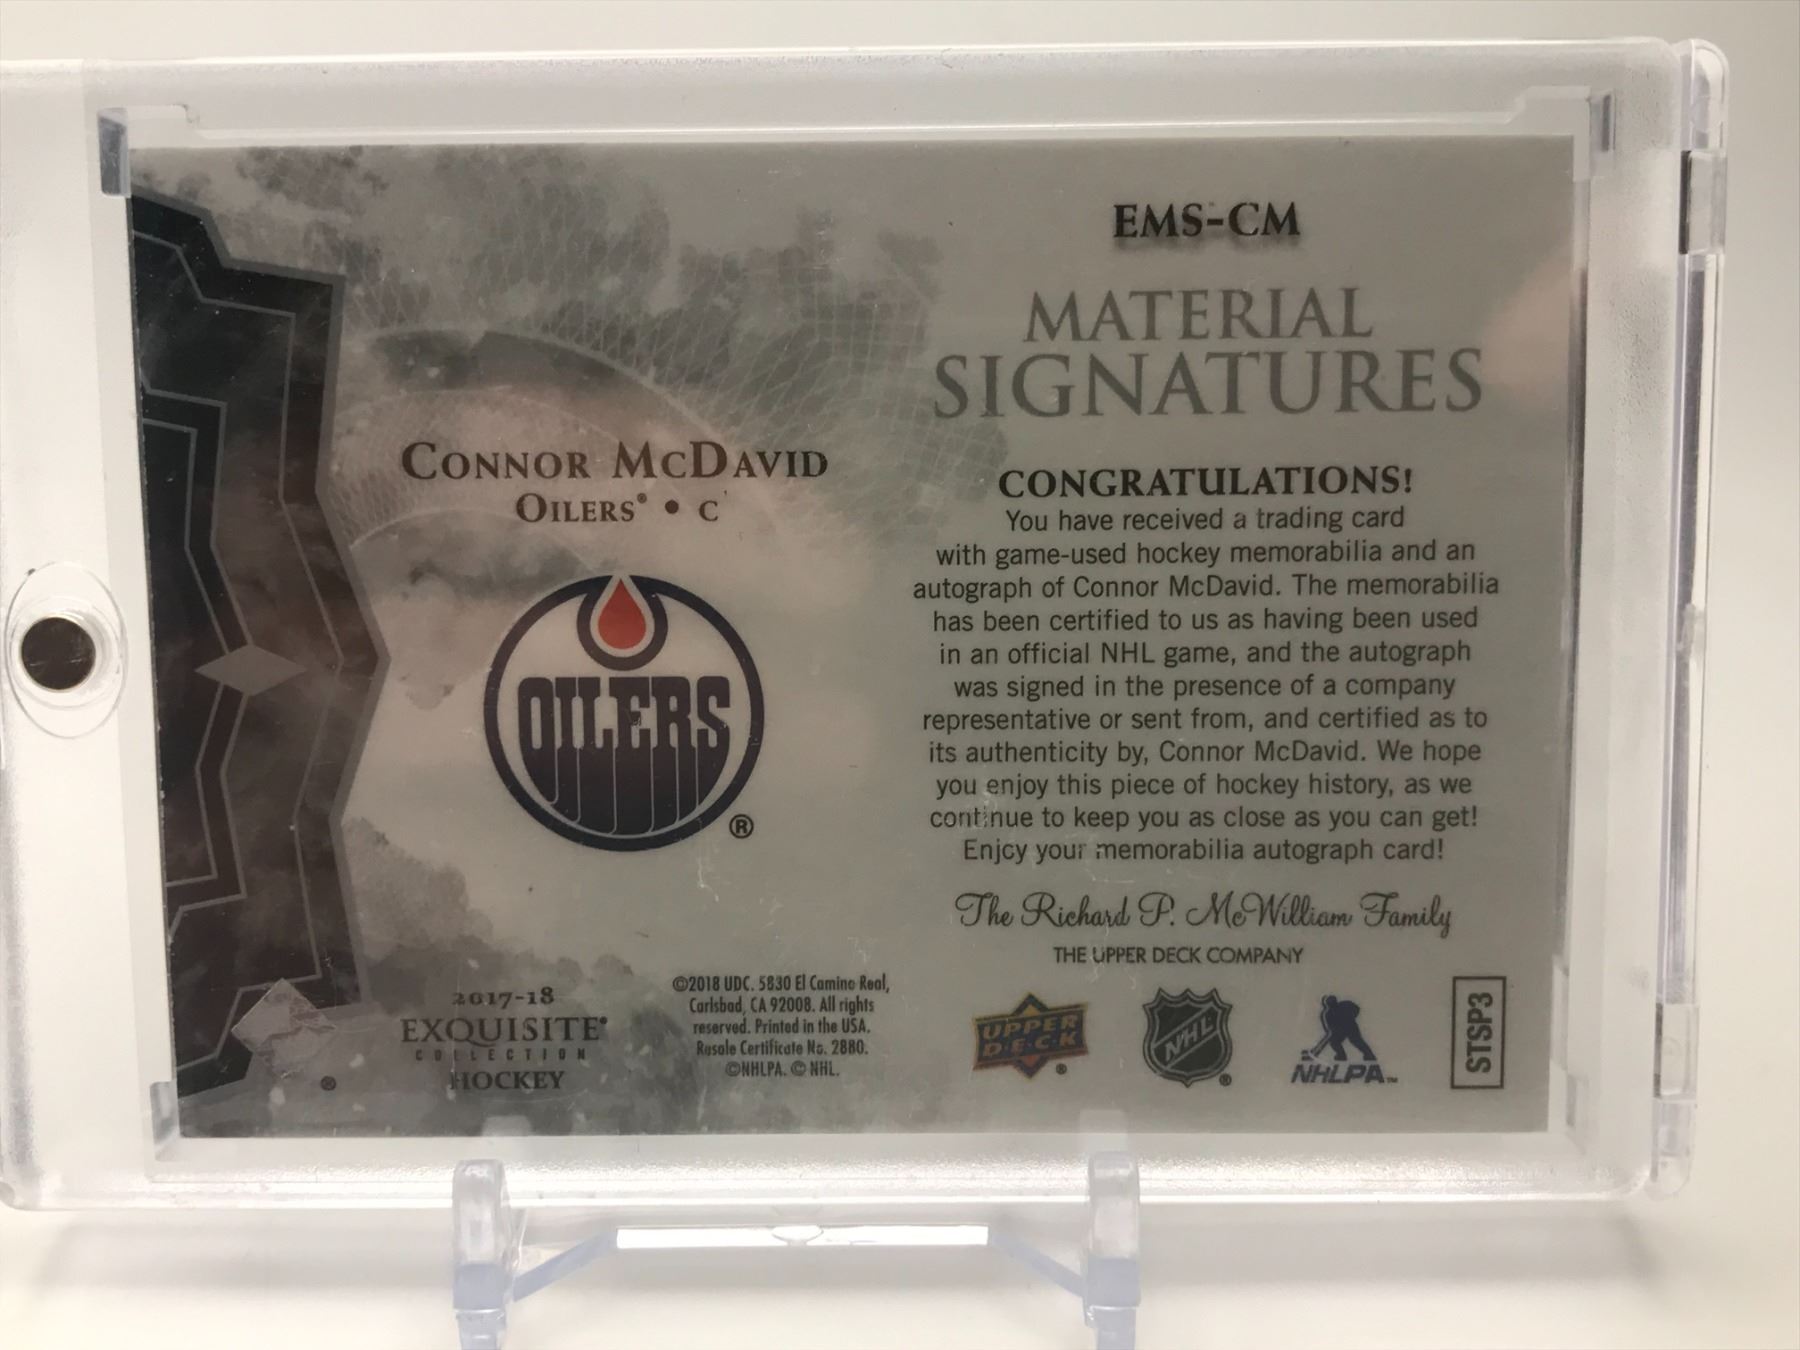 EMS-CM
MATERIAL
SIGNATURES
CONNOR MCDAVID
OILERS® • C
OILERS
®
CONGRATULATIONS!
You have received a trading card
with game-used hockey memorabilia and an
autograph of Connor McDavid. The memorabilia
has been certified to us as having been used
in an official NHL game, and the autograph
was signed in the presence of a company
representative or sent from, and certified as to
its authenticity by, Connor McDavid. We hope
you enjoy this piece of hockey history, as we
continue to keep you as close as you can get!
Enjoy your memorabilia autograph card!
The Richard P. McWilliam Family
THE UPPER DECK COMPANY
2017-18
EXQUISITE®
COLLECTION
HOCKEY
®
©2018 UDC. 5830 El Camino Real,
Carlsbad, CA 92008. All rights
reserved. Printed in the USA.
Resale Certificate No. 2880.
©NHLPA. © NHL.
UPPER
D·E·C·K
®
NHL
®
NHLPA™
STSP3